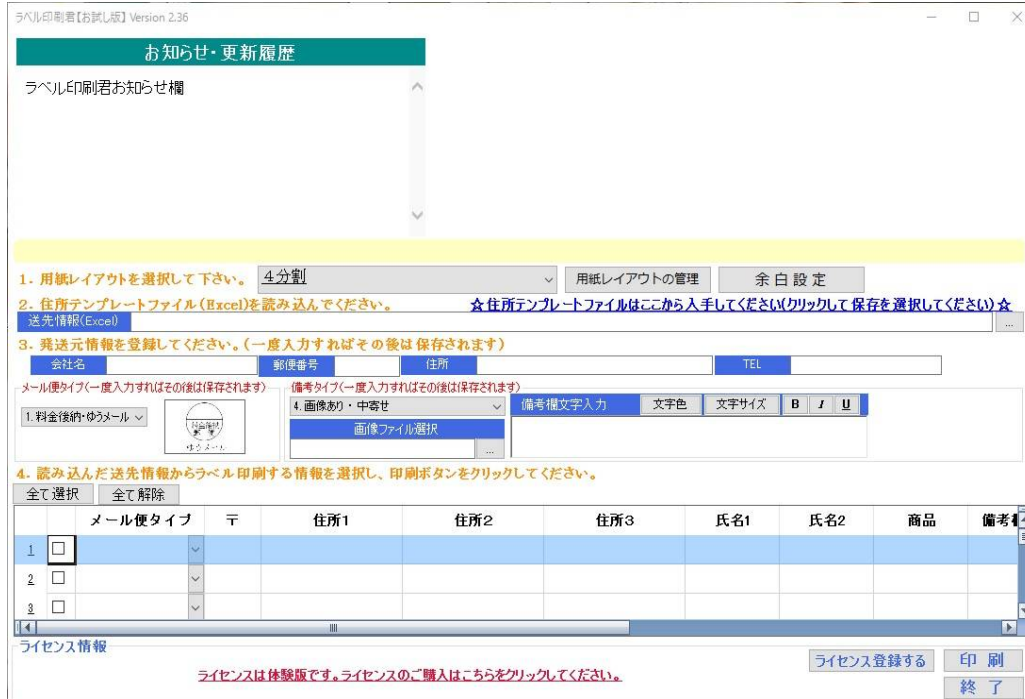 ラベル印刷君【お試し版】 Version 2.36
お知らせ・更新履歴
ラベル印刷君お知らせ欄
1. 用紙レイアウトを選択して下さい。 4分割 用紙レイアウトの管理 余白設定
2. 住所テンプレートファイル(Excel)を読み込んでください。 ☆住所テンプレートファイルはここから入手してください(クリックして保存を選択してください)☆
送先情報(Excel) ...
3. 発送元情報を登録してください。(一度入力すればその後は保存されます)
会社名 郵便番号 住所 TEL
メール便タイプ(一度入力すればその後は保存されます) 備考タイプ(一度入力すればその後は保存されます)
1.料金後納・ゆうメール 4.画像あり・中寄せ 備考欄文字入力 文字色 文字サイズ B I U
料金後納
郵便
ゆうメール
画像ファイル選択
...
4. 読み込んだ送先情報からラベル印刷する情報を選択し、印刷ボタンをクリックしてください。
全て選択 全て解除
メール便タイプ 〒 住所1 住所2 住所3 氏名1 氏名2 商品 備考
1
2
3
ライセンス情報
ライセンスは体験版です。ライセンスのご購入はこちらをクリックしてください。
ライセンス登録する 印刷
終了